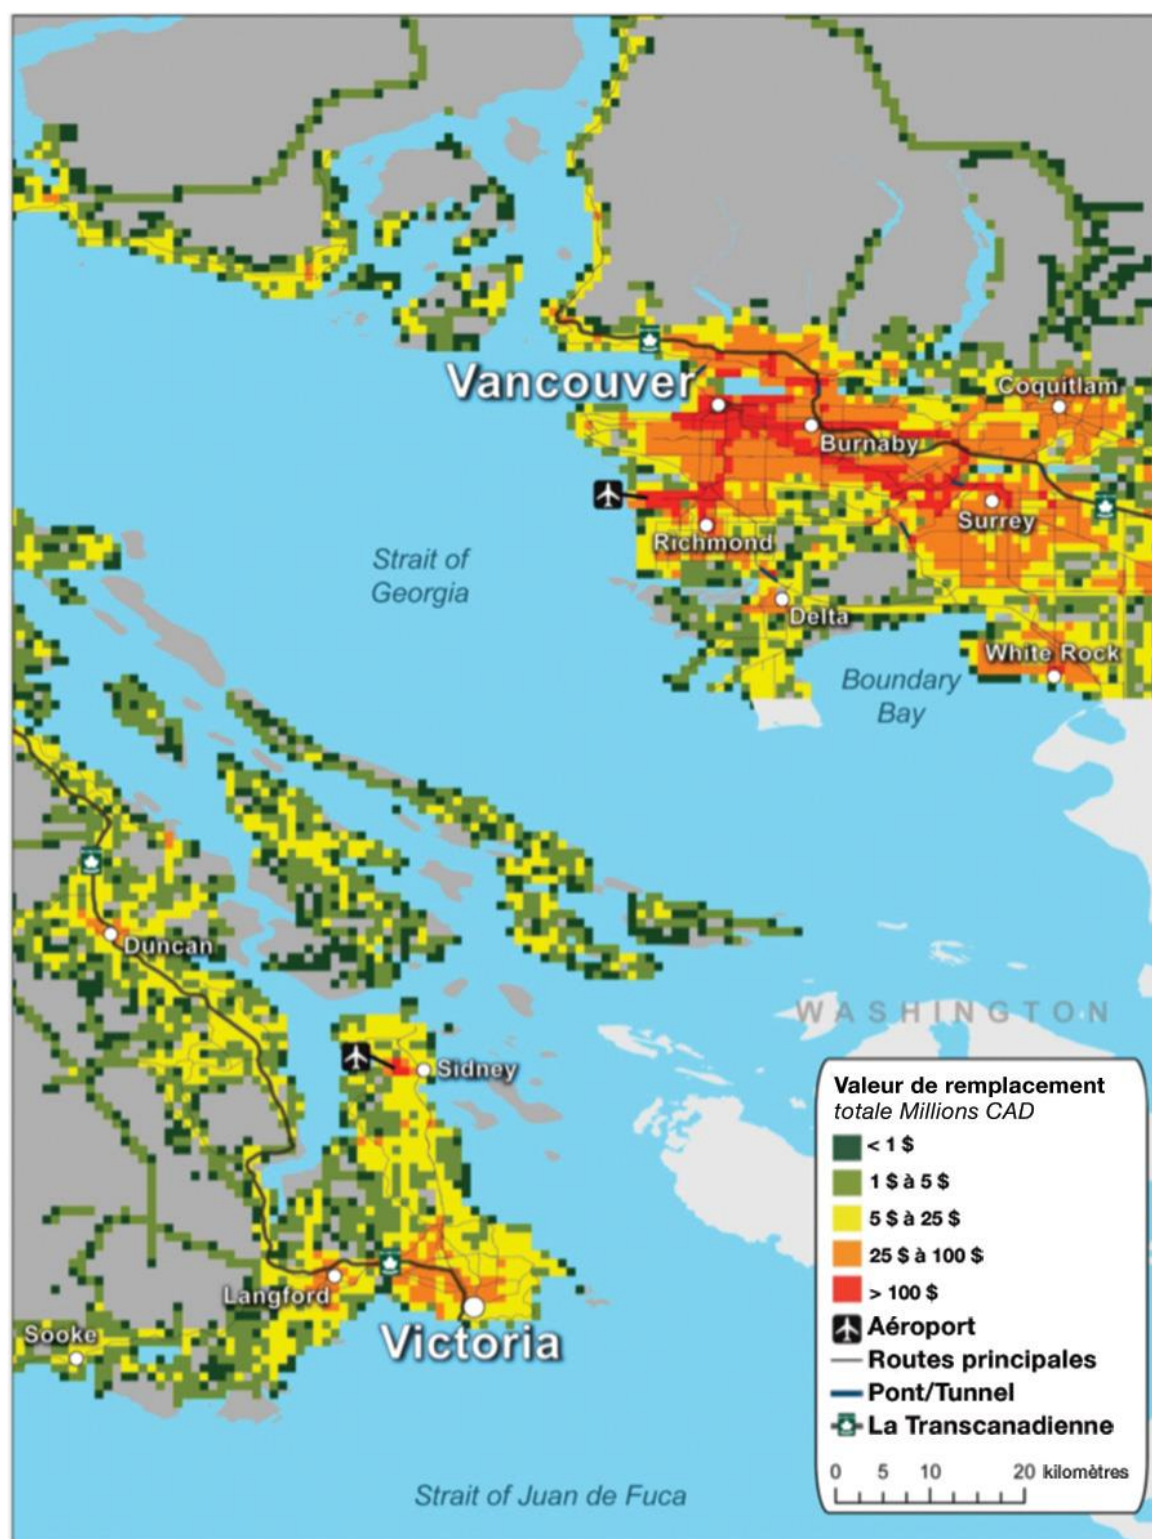 Vancouver
Coquitlam
Burnaby
Surrey
Richmond
Strait of
Georgia
Delta
White Rock
Boundary
Bay
Duncan
WASHINGTON
Sidney
Langford
Sooke
Victoria
Strait of Juan de Fuca
Valeur de remplacement
totale Millions CAD
< 1 $
1 $ à 5 $
5 $ à 25 $
25 $ à 100 $
> 100 $
Aéroport
Routes principales
Pont/Tunnel
La Transcanadienne
0 5 10 20 kilomètres